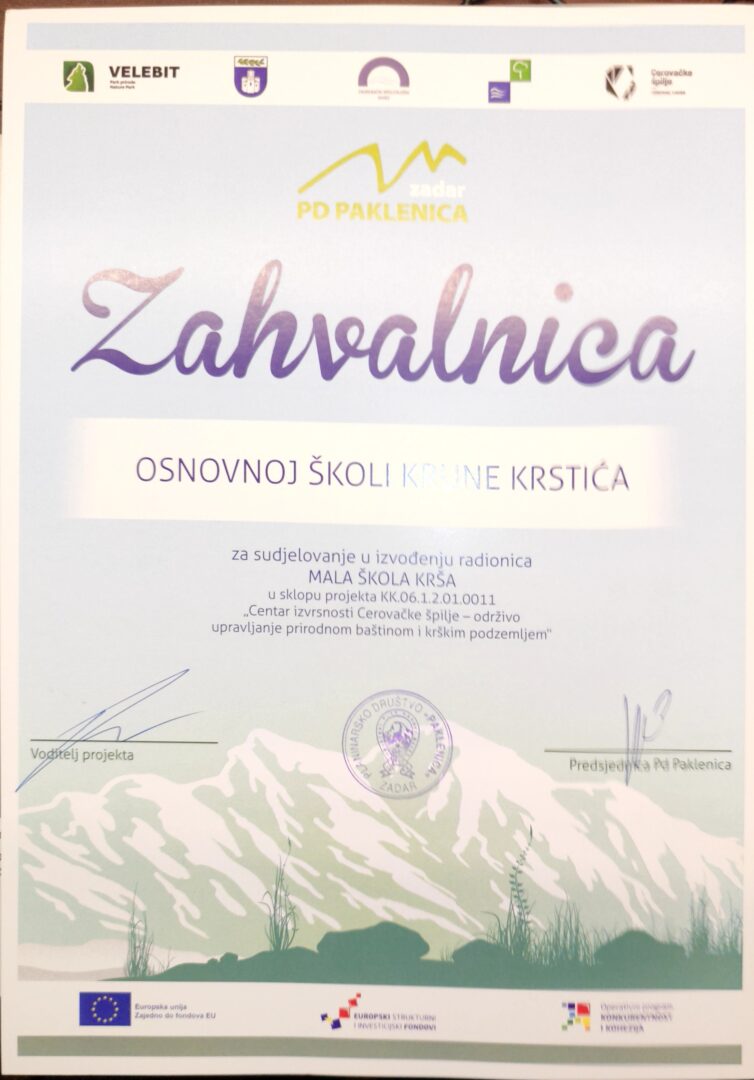 VELEBIT
Park prirode
Nature Park
Cerovačke
špilje
zadar
PD PAKLENICA
Zahvalnica
OSNOVNOJ ŠKOLI KRUNE KRSTIĆA
za sudjelovanje u izvođenju radionica
MALA ŠKOLA KRŠA
u sklopu projekta KK.06.1.2.01.0011
„Centar izvrsnosti Cerovačke špilje – održivo
upravljanje prirodnom baštinom i krškim podzemljem"
PLANINARSKO DRUŠTVO «PAKLENICA»
ZADAR
Voditelj projekta
Predsjednica Pd Paklenica
Europska unija
Zajedno do fondova EU
EUROPSKI STRUKTURNI
I INVESTICIJSKI FONDOVI
Operativni program
KONKURENTNOST
I KOHEZIJA